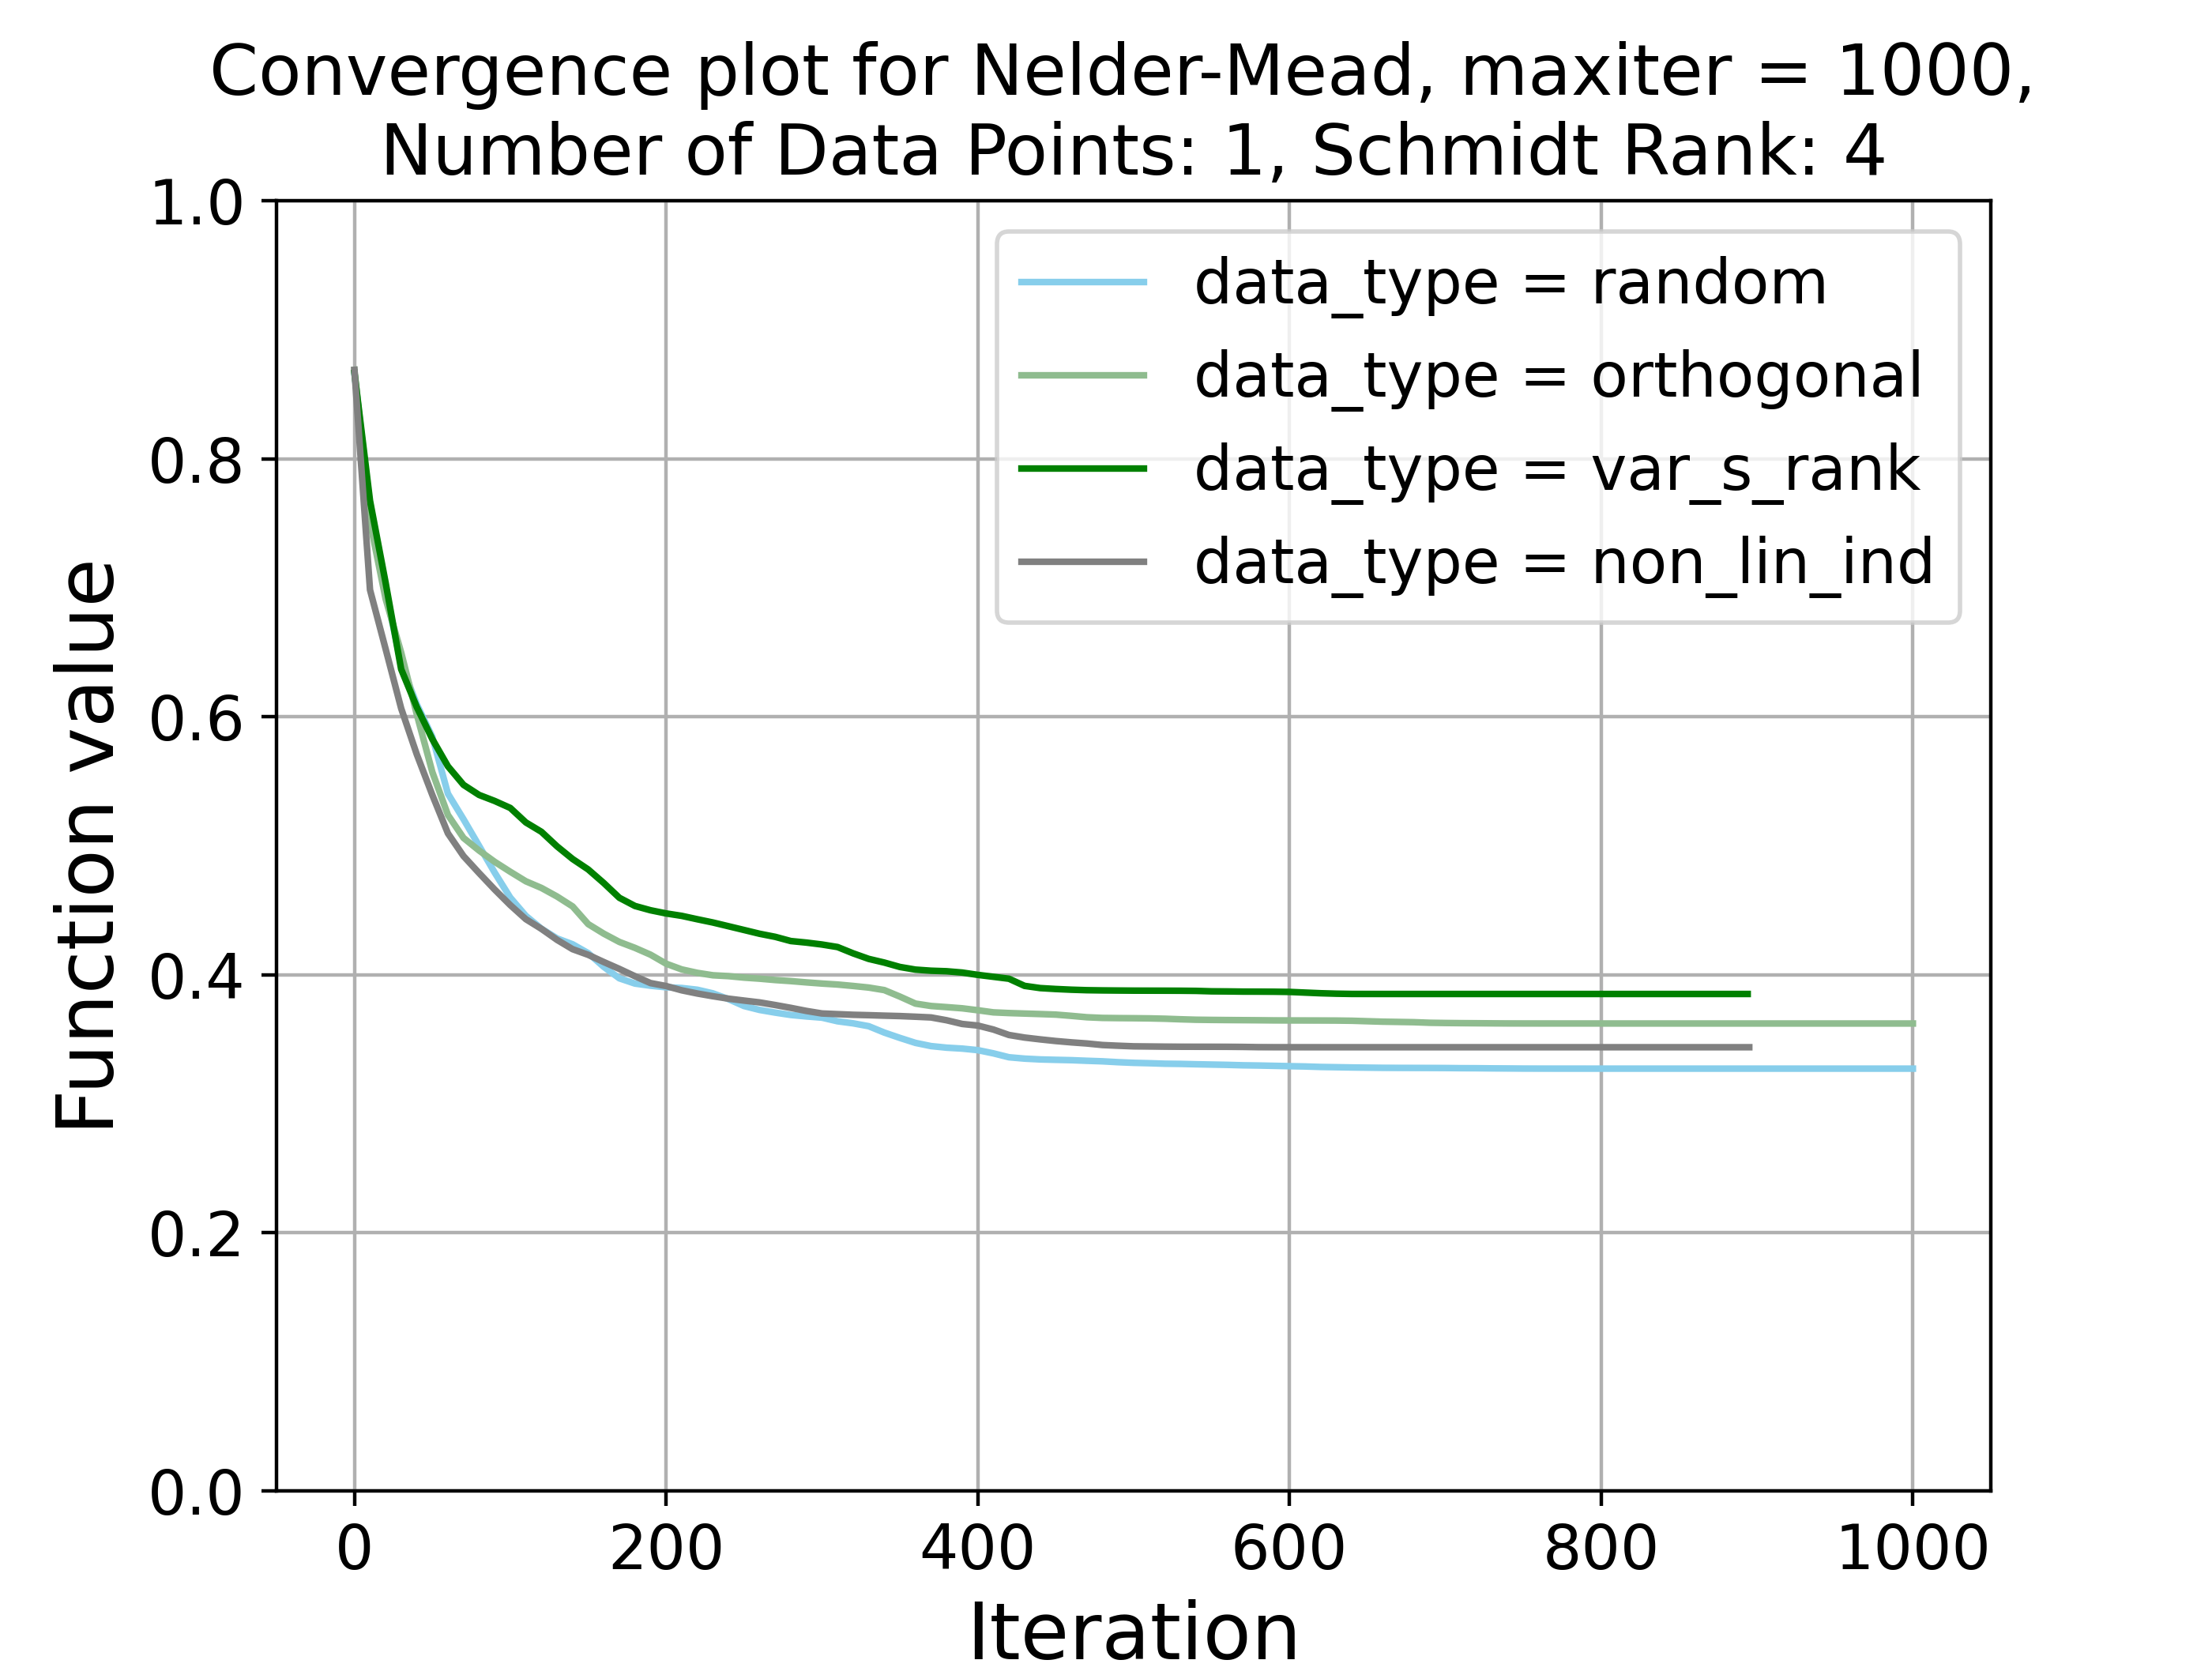 Convergence plot for Nelder-Mead, maxiter = 1000,
Number of Data Points: 1, Schmidt Rank: 4
1.0
0.8
0.6
0.4
0.2
0.0
Function value
data_type = random
data_type = orthogonal
data_type = var_s_rank
data_type = non_lin_ind
0 200 400 600 800 1000
Iteration